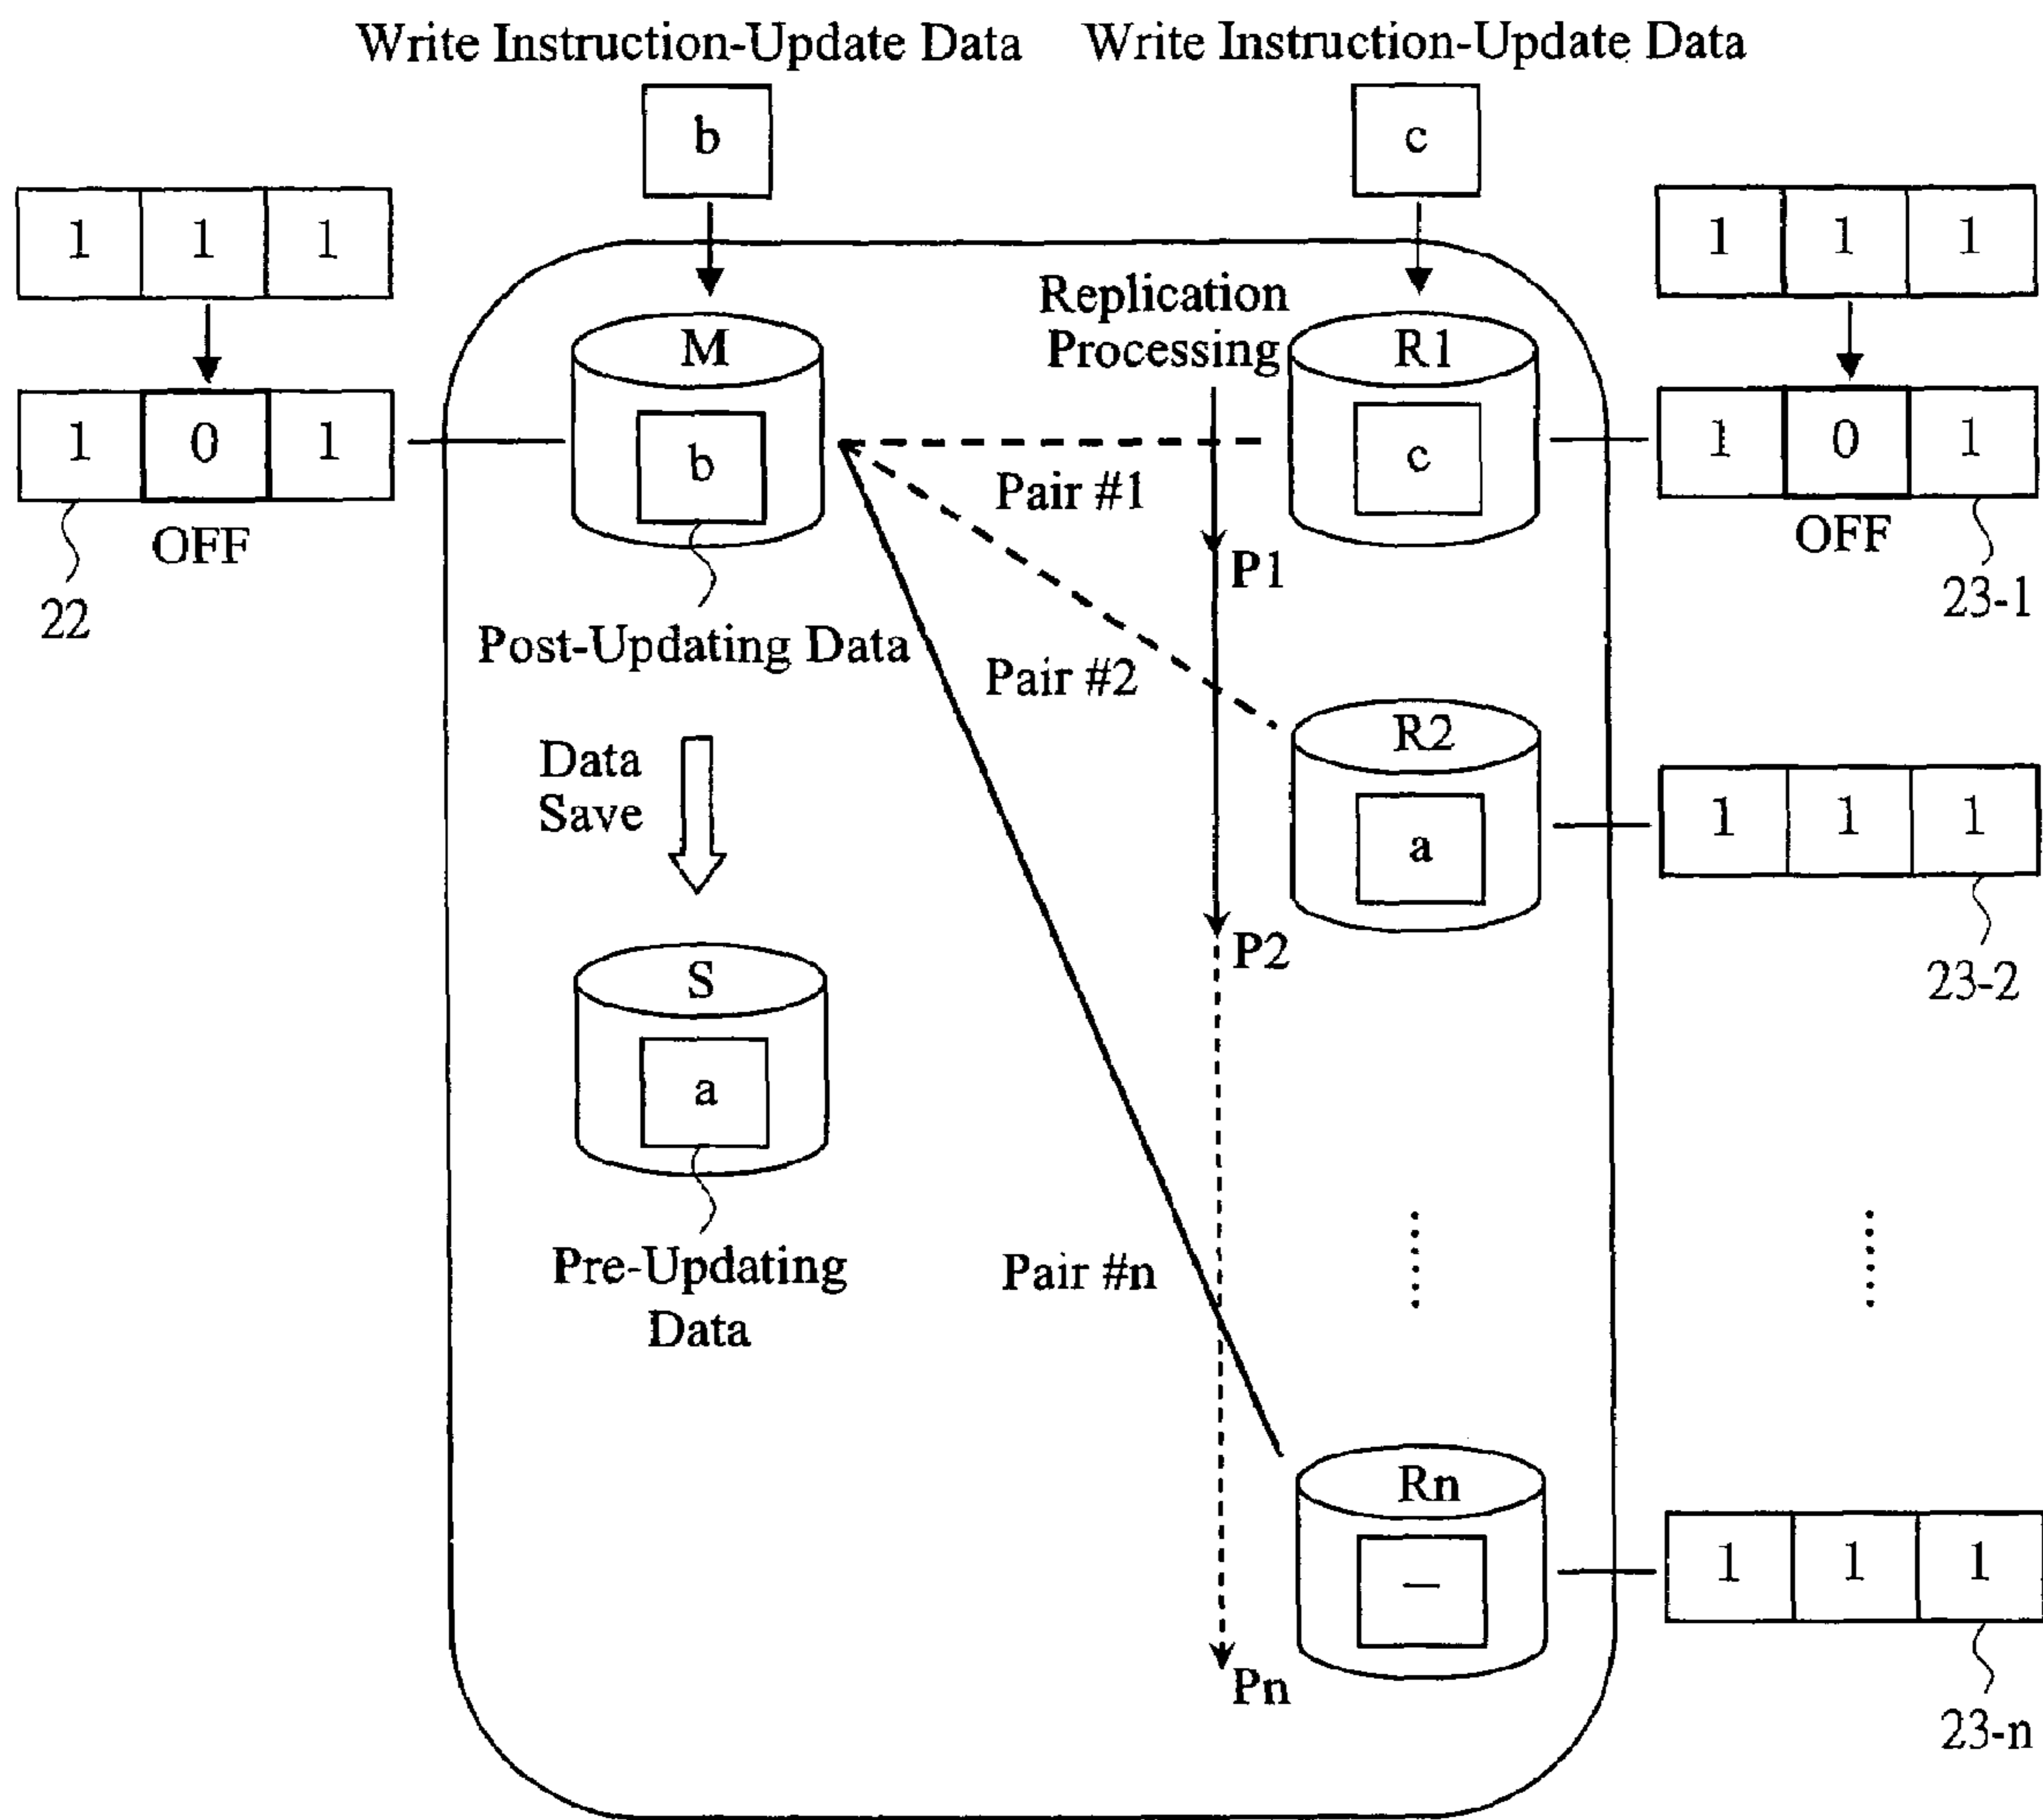 Write Instruction-Update Data
Write Instruction-Update Data
b
c
1 1 1
1 1 1
Replication
Processing
M
R1
1 0 1
b
c
1 0 1
Pair #1
OFF
OFF
P1
22
23-1
Post-Updating Data
Pair #2
R2
Data
Save
a
1 1 1
P2
S
23-2
a
Pre-Updating
Data
Pair #n
Rn
—
1 1 1
Pn
23-n